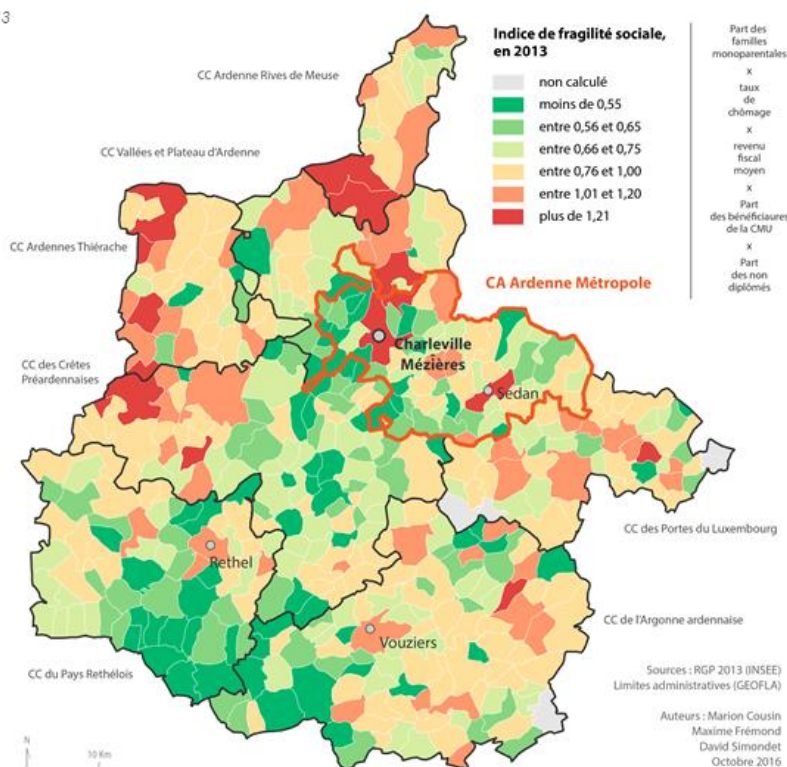 3
Indice de fragilité sociale,
en 2013
non calculé
moins de 0,55
entre 0,56 et 0,65
entre 0,66 et 0,75
entre 0,76 et 1,00
entre 1,01 et 1,20
plus de 1,21
Part des
familles
monoparentales
x
taux
de
chômage
x
revenu
fiscal
moyen
x
Part
des bénéficiaures
de la CMU
x
Part
des non
diplômés
CC Ardenne Rives de Meuse
CC Vallées et Plateau d'Ardenne
CC Ardennes Thiérache
CA Ardenne Métropole
Charleville
Mézières
CC des Crêtes
Préardennaises
Sedan
CC des Portes du Luxembourg
Rethel
CC de l'Argonne ardennaise
Vouziers
CC du Pays Rethélois
Sources : RGP 2013 (INSEE)
Limites administratives (GEOFLA)
Auteurs : Marion Cousin
Maxime Frémond
David Simondet
Octobre 2016
N
10 Km